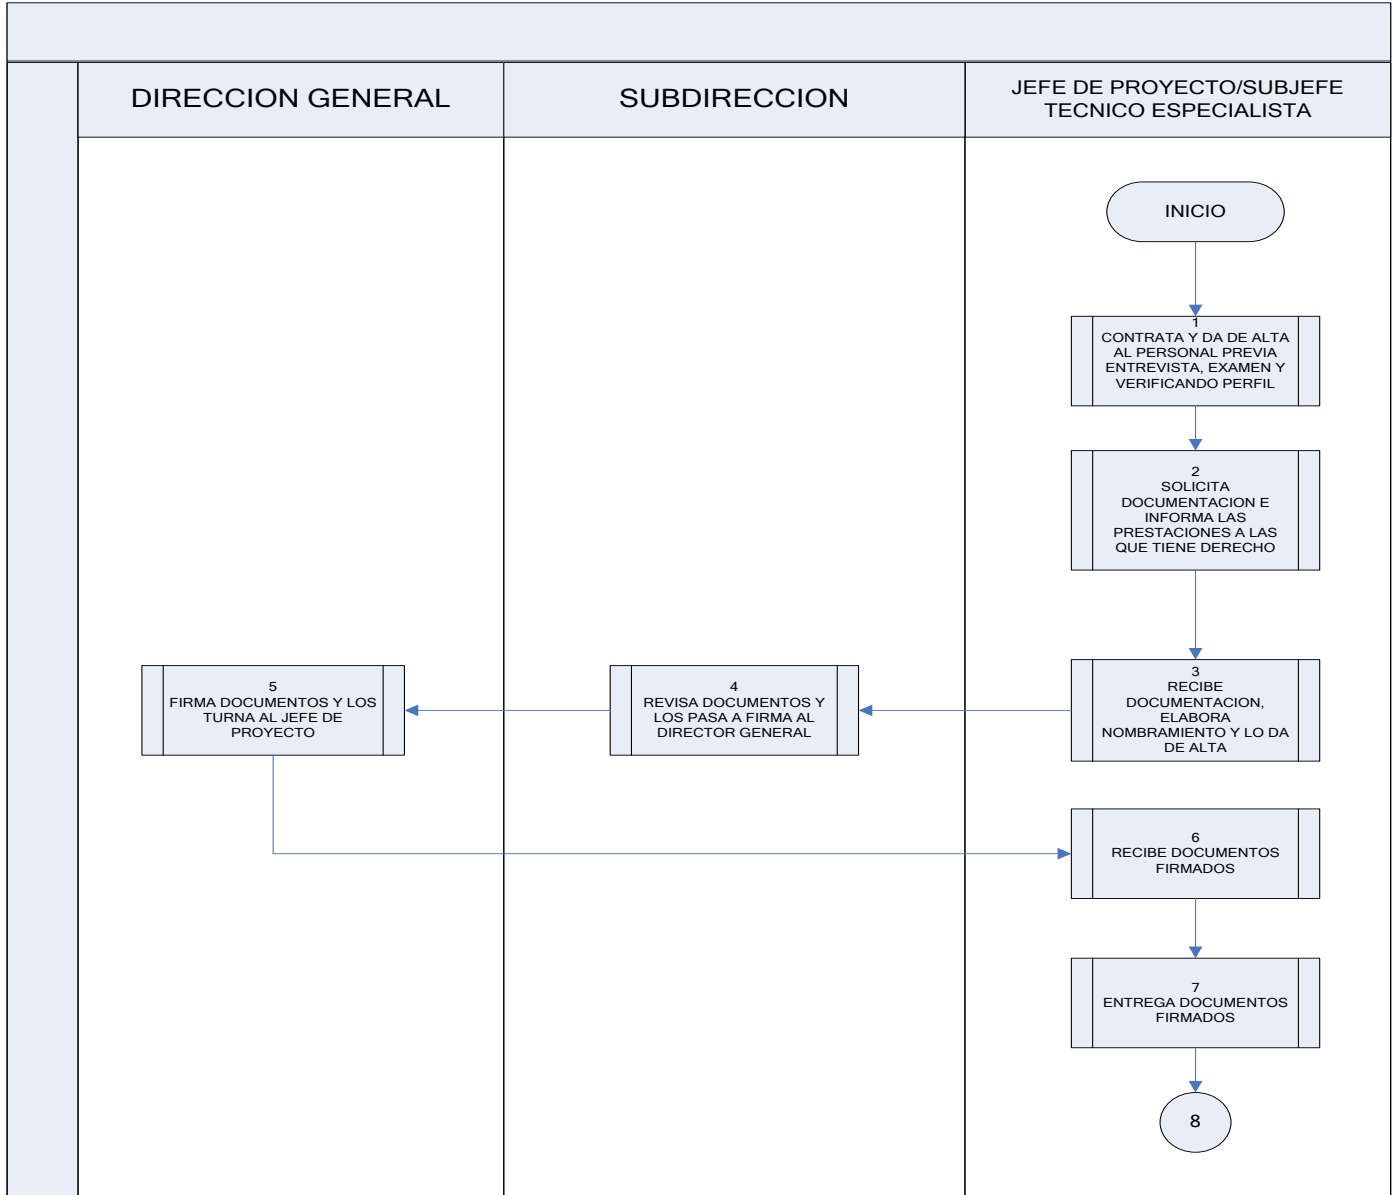 DIRECCION GENERAL
SUBDIRECCION
JEFE DE PROYECTO/SUBJEFE
TECNICO ESPECIALISTA
INICIO
1
CONTRATA Y DA DE ALTA
AL PERSONAL PREVIA
ENTREVISTA, EXAMEN Y
VERIFICANDO PERFIL
2
SOLICITA
DOCUMENTACION E
INFORMA LAS
PRESTACIONES A LAS
QUE TIENE DERECHO
3
RECIBE
DOCUMENTACION,
ELABORA
NOMBRAMIENTO Y LO DA
DE ALTA
4
REVISA DOCUMENTOS Y
LOS PASA A FIRMA AL
DIRECTOR GENERAL
5
FIRMA DOCUMENTOS Y LOS
TURNA AL JEFE DE
PROYECTO
6
RECIBE DOCUMENTOS
FIRMADOS
7
ENTREGA DOCUMENTOS
FIRMADOS
8